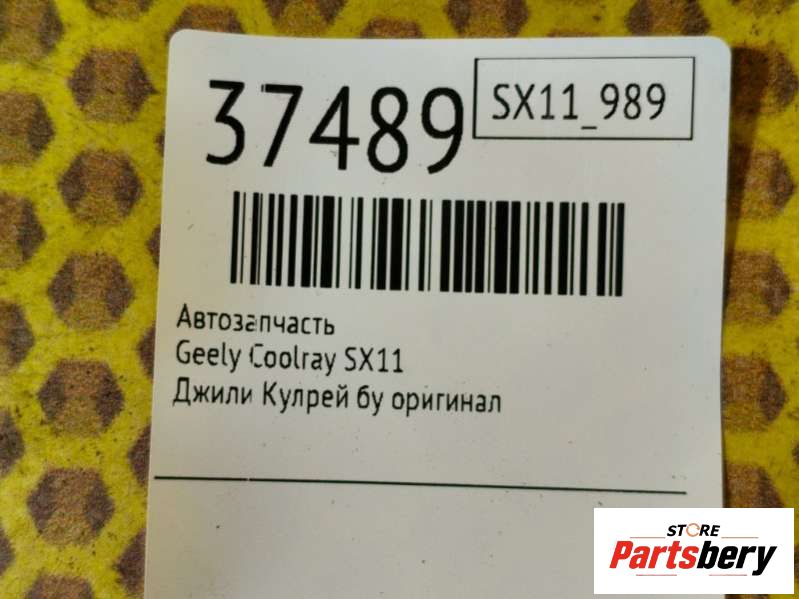 37489
SX11_989
Автозапчасть
Geely Coolray SX11
Джили Кулрей бу оригинал
STORE
Partsbery